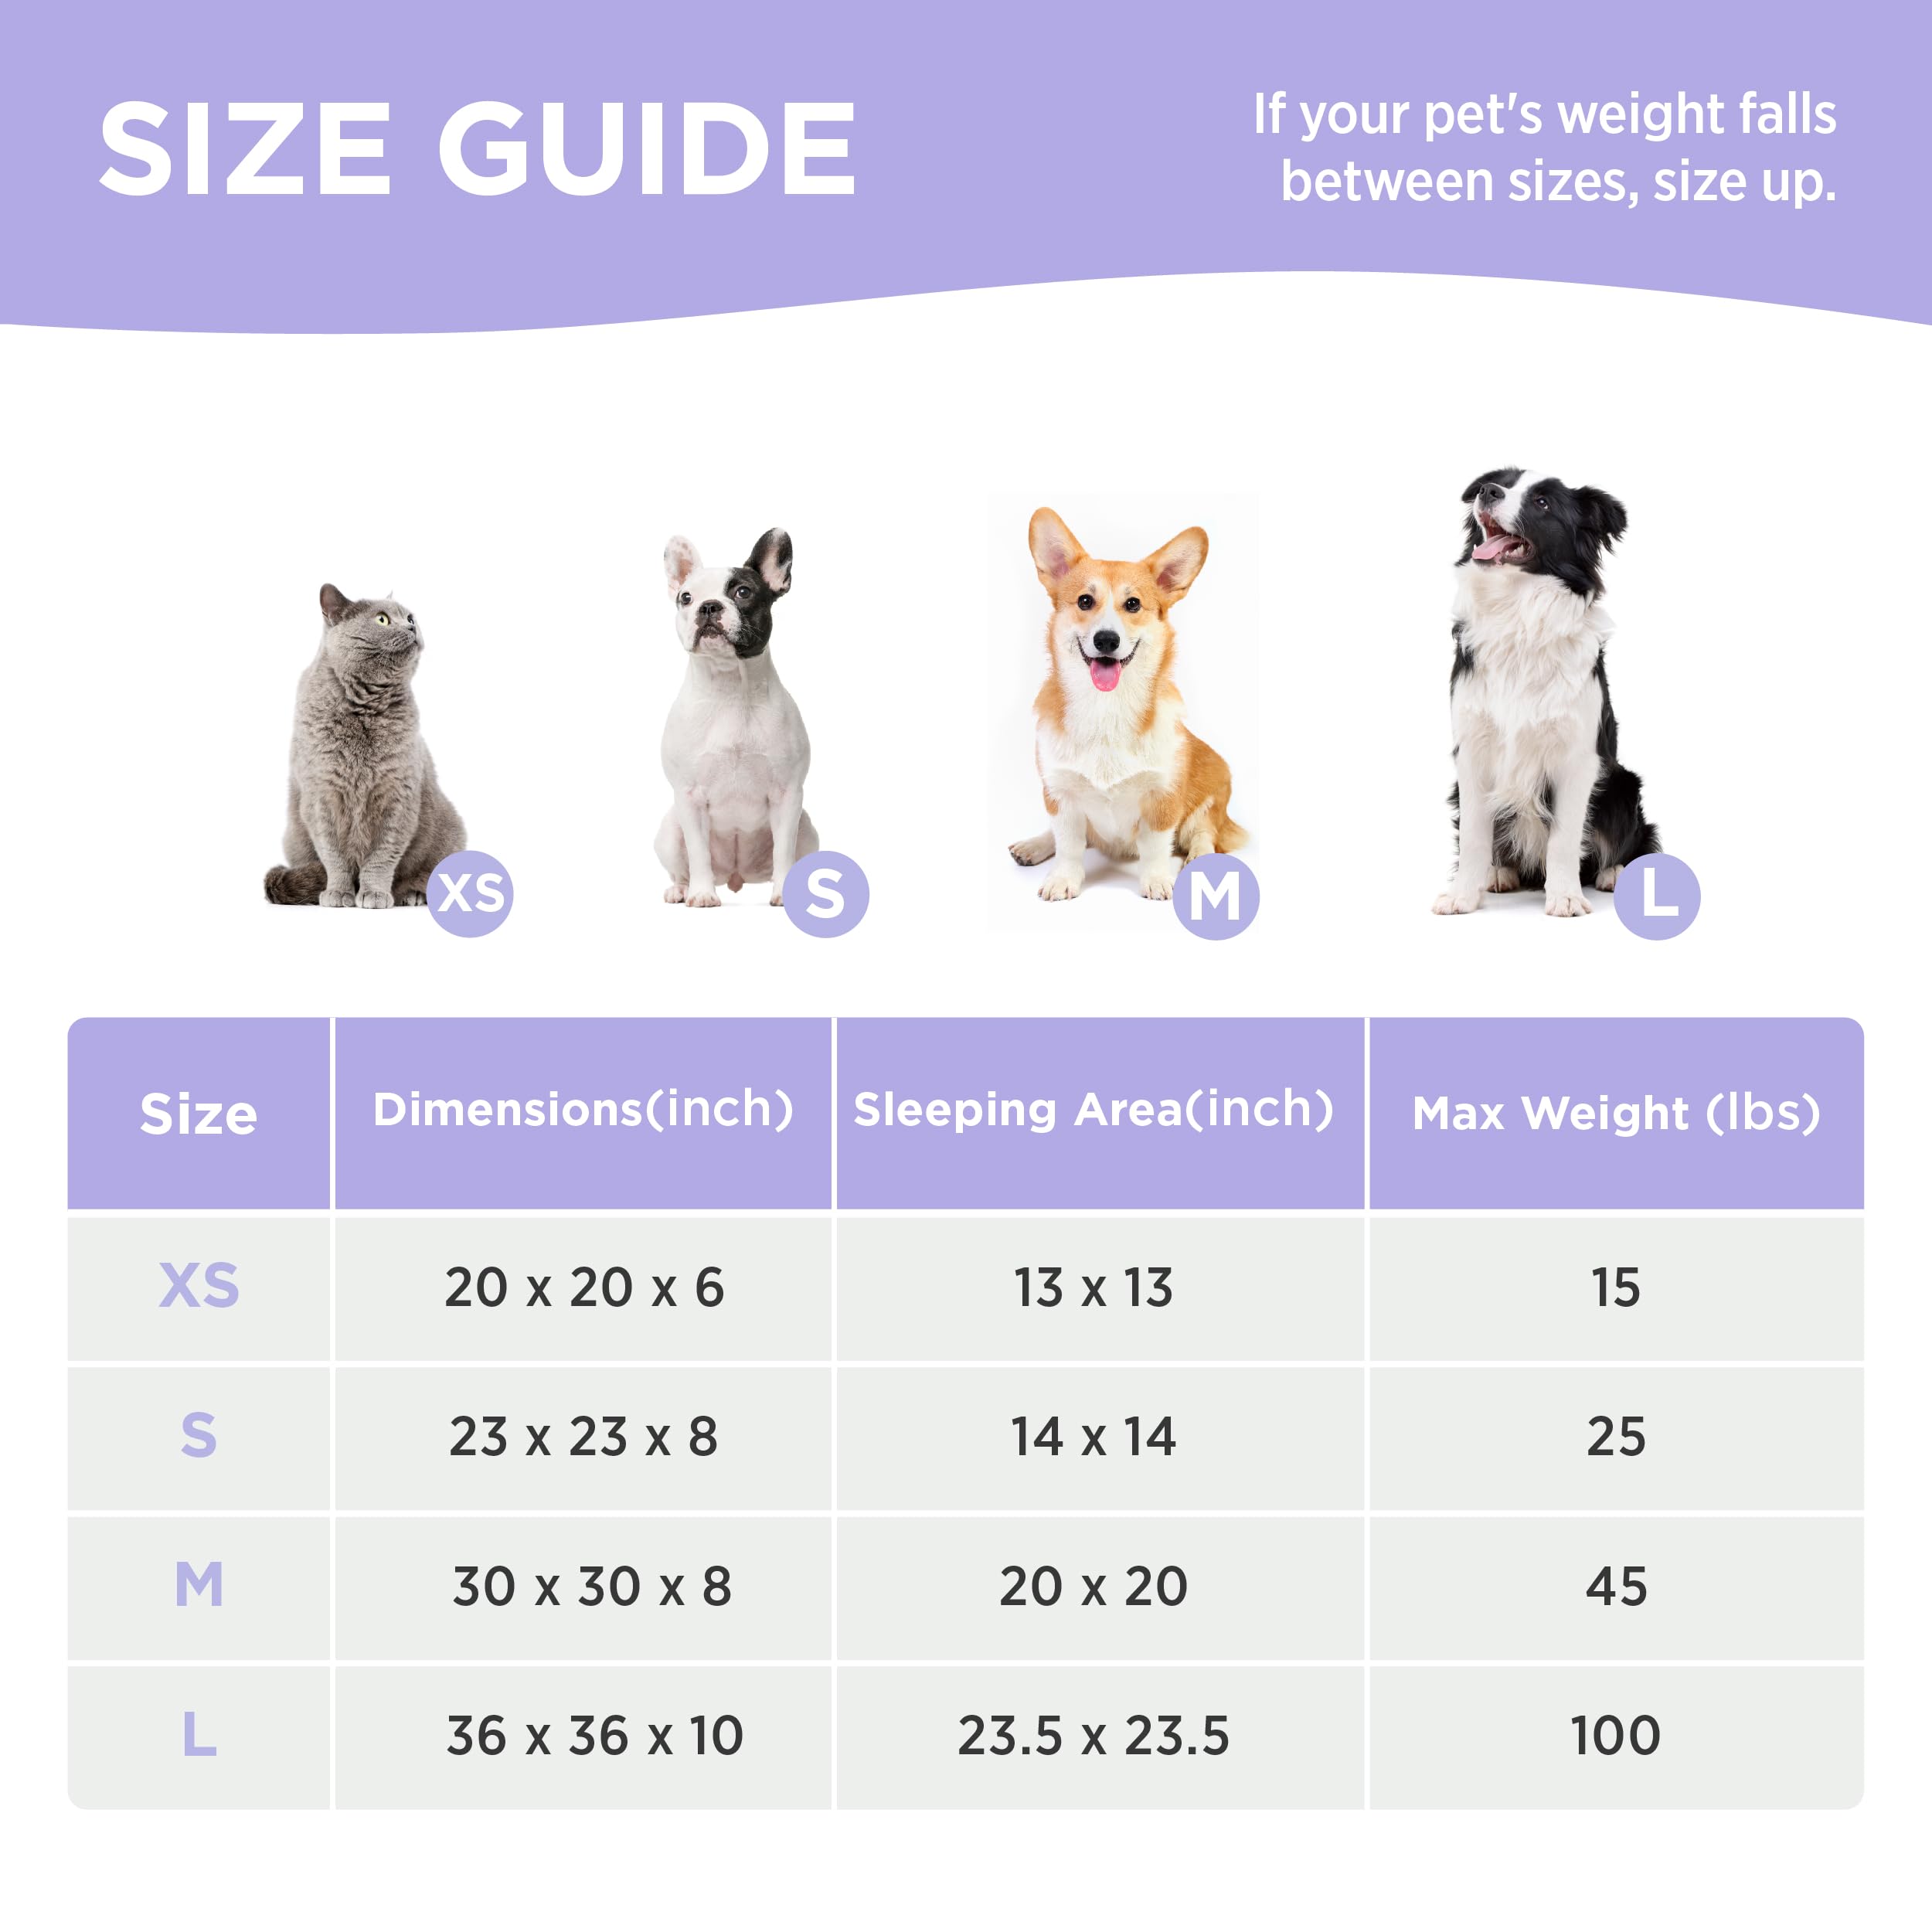 SIZE GUIDE
If your pet's weight falls
between sizes, size up.
XS
S
M
L
Size Dimensions(inch) Sleeping Area(inch) Max Weight (lbs)
XS 20 x 20 x 6 13 x 13 15
S 23 x 23 x 8 14 x 14 25
M 30 x 30 x 8 20 x 20 45
L 36 x 36 x 10 23.5 x 23.5 100